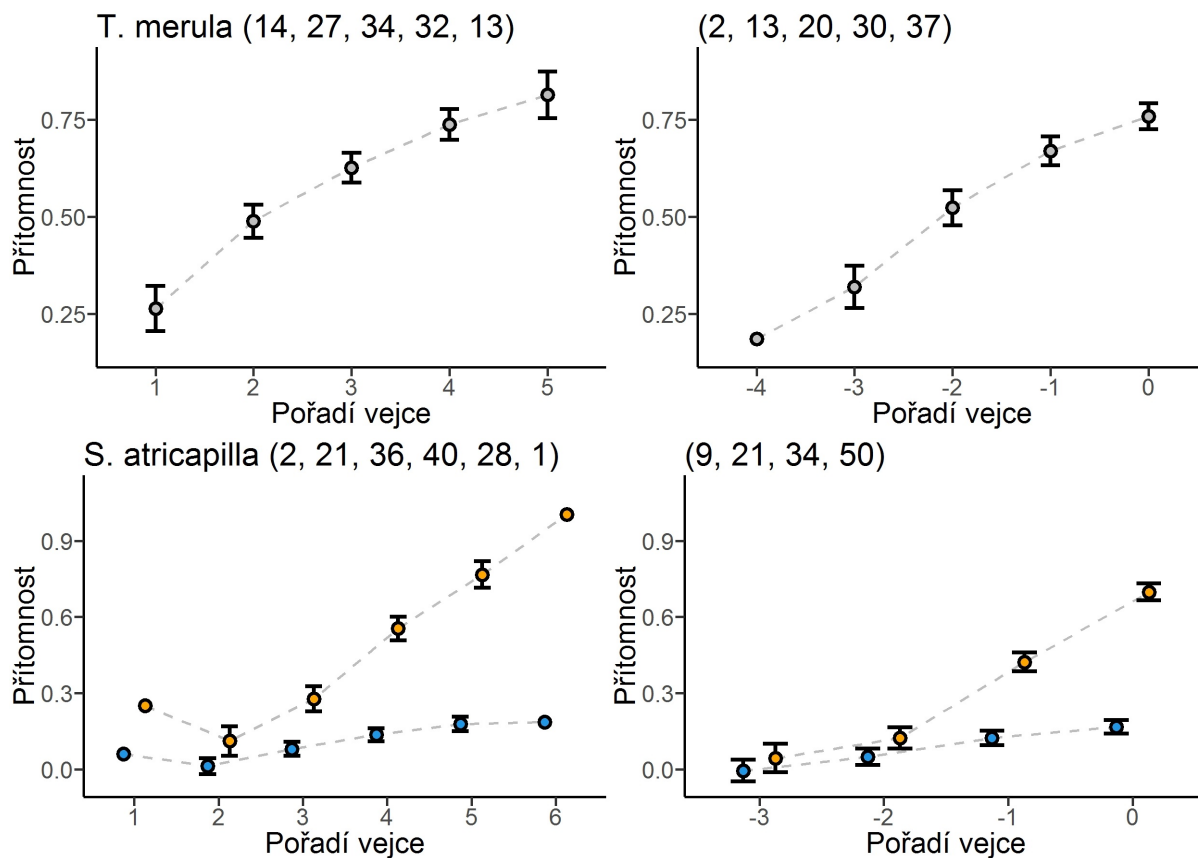 T. merula (14, 27, 34, 32, 13)
Přítomnost
0.75
0.50
0.25
1 2 3 4 5
Pořadí vejce
(2, 13, 20, 30, 37)
Přítomnost
0.75
0.50
0.25
-4 -3 -2 -1 0
Pořadí vejce
S. atricapilla (2, 21, 36, 40, 28, 1)
Přítomnost
0.9
0.6
0.3
0.0
1 2 3 4 5 6
Pořadí vejce
(9, 21, 34, 50)
Přítomnost
0.9
0.6
0.3
0.0
-3 -2 -1 0
Pořadí vejce